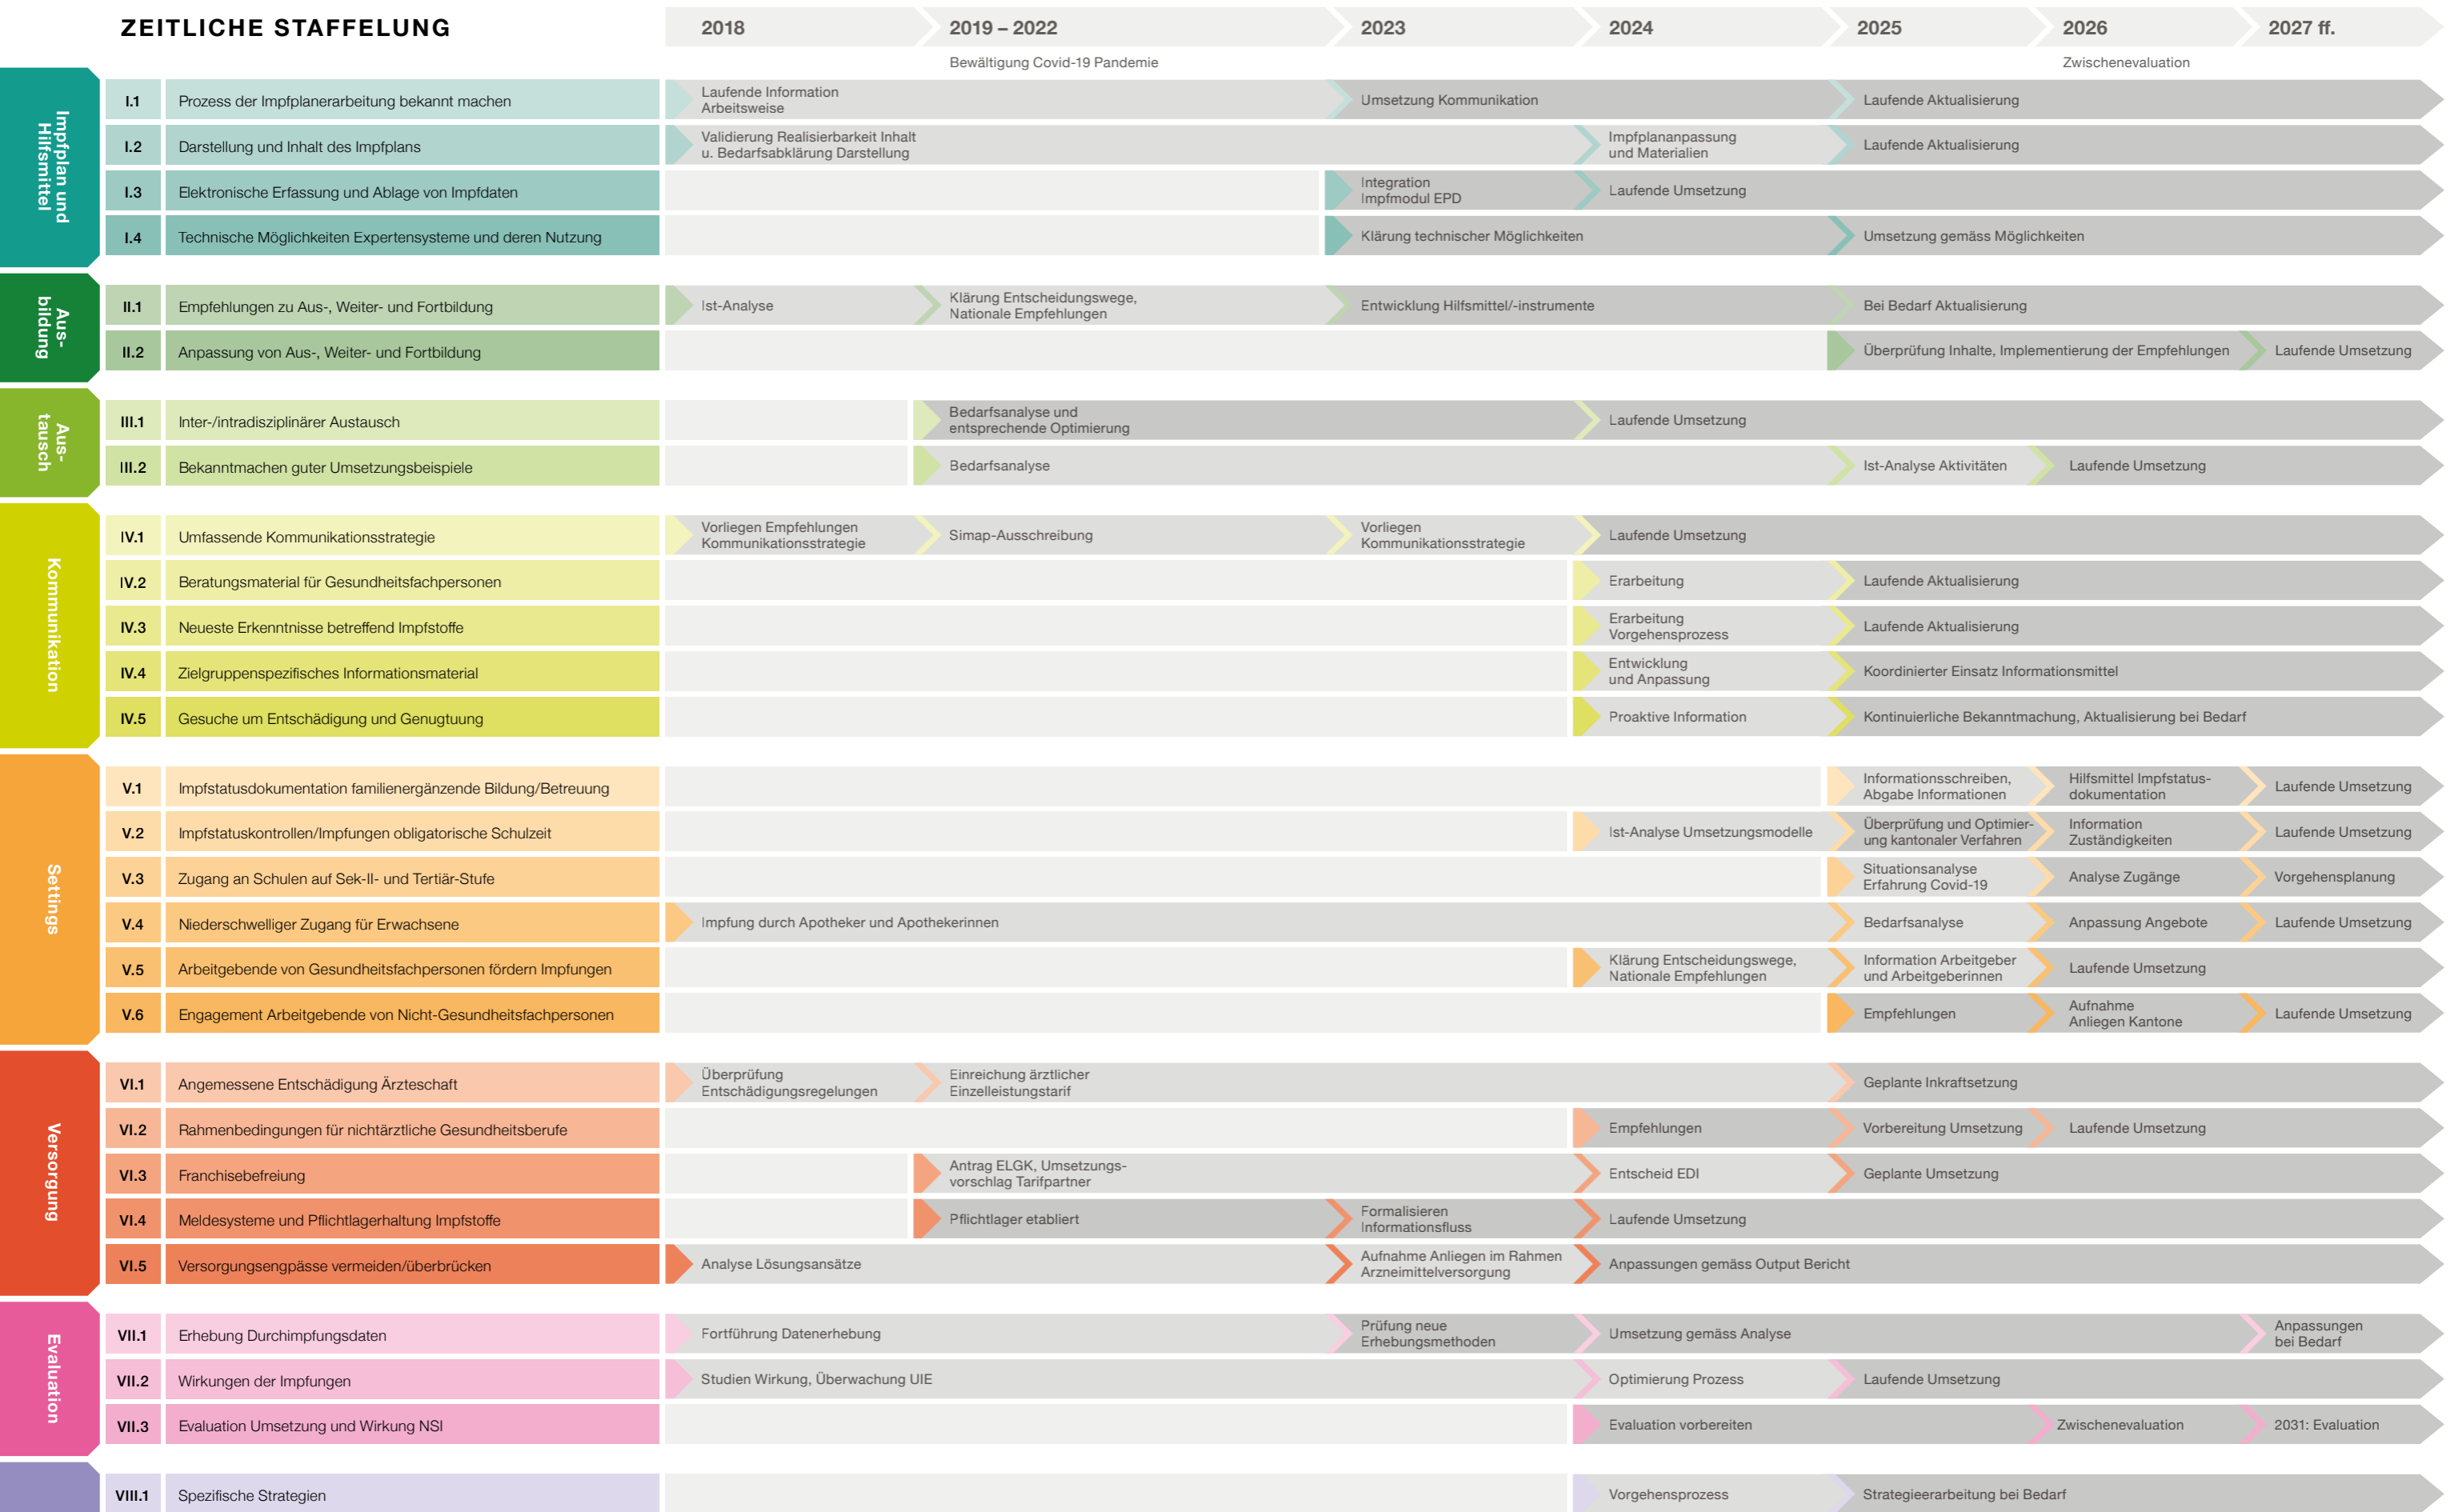 ZEITLICHE STAFFELUNG
2018
2019 – 2022
2023
2024
2025
2026
2027 ff.
Bewältigung Covid-19 Pandemie
Zwischenevaluation
Impfplan und
Hilfsmittel
I.1
Prozess der Impfplanerarbeitung bekannt machen
Laufende Information
Arbeitsweise
Umsetzung Kommunikation
Laufende Aktualisierung
I.2
Darstellung und Inhalt des Impfplans
Validierung Realisierbarkeit Inhalt
u. Bedarfsabklärung Darstellung
Impfplananpassung
und Materialien
Laufende Aktualisierung
I.3
Elektronische Erfassung und Ablage von Impfdaten
Integration
Impfmodul EPD
Laufende Umsetzung
I.4
Technische Möglichkeiten Expertensysteme und deren Nutzung
Klärung technischer Möglichkeiten
Umsetzung gemäss Möglichkeiten
Aus-
bildung
II.1
Empfehlungen zu Aus-, Weiter- und Fortbildung
Ist-Analyse
Klärung Entscheidungswege,
Nationale Empfehlungen
Entwicklung Hilfsmittel/-instrumente
Bei Bedarf Aktualisierung
II.2
Anpassung von Aus-, Weiter- und Fortbildung
Überprüfung Inhalte, Implementierung der Empfehlungen
Laufende Umsetzung
Aus-
tausch
III.1
Inter-/intradisziplinärer Austausch
Bedarfsanalyse und
entsprechende Optimierung
Laufende Umsetzung
III.2
Bekanntmachen guter Umsetzungsbeispiele
Bedarfsanalyse
Ist-Analyse Aktivitäten
Laufende Umsetzung
Kommunikation
IV.1
Umfassende Kommunikationsstrategie
Vorliegen Empfehlungen
Kommunikationsstrategie
Simap-Ausschreibung
Vorliegen
Kommunikationsstrategie
Laufende Umsetzung
IV.2
Beratungsmaterial für Gesundheitsfachpersonen
Erarbeitung
Laufende Aktualisierung
IV.3
Neueste Erkenntnisse betreffend Impfstoffe
Erarbeitung
Vorgehensprozess
Laufende Aktualisierung
IV.4
Zielgruppenspezifisches Informationsmaterial
Entwicklung
und Anpassung
Koordinierter Einsatz Informationsmittel
IV.5
Gesuche um Entschädigung und Genugtuung
Proaktive Information
Kontinuierliche Bekanntmachung, Aktualisierung bei Bedarf
Settings
V.1
Impfstatusdokumentation familienergänzende Bildung/Betreuung
Informationsschreiben,
Abgabe Informationen
Hilfsmittel Impfstatus-
dokumentation
Laufende Umsetzung
V.2
Impfstatuskontrollen/Impfungen obligatorische Schulzeit
Ist-Analyse Umsetzungsmodelle
Überprüfung und Optimier-
ung kantonaler Verfahren
Information
Zuständigkeiten
Laufende Umsetzung
V.3
Zugang an Schulen auf Sek-II- und Tertiär-Stufe
Situationsanalyse
Erfahrung Covid-19
Analyse Zugänge
Vorgehensplanung
V.4
Niederschwelliger Zugang für Erwachsene
Impfung durch Apotheker und Apothekerinnen
Bedarfsanalyse
Anpassung Angebote
Laufende Umsetzung
V.5
Arbeitgebende von Gesundheitsfachpersonen fördern Impfungen
Klärung Entscheidungswege,
Nationale Empfehlungen
Information Arbeitgeber
und Arbeitgeberinnen
Laufende Umsetzung
V.6
Engagement Arbeitgebende von Nicht-Gesundheitsfachpersonen
Empfehlungen
Aufnahme
Anliegen Kantone
Laufende Umsetzung
Versorgung
VI.1
Angemessene Entschädigung Ärzteschaft
Überprüfung
Entschädigungsregelungen
Einreichung ärztlicher
Einzelleistungstarif
Geplante Inkraftsetzung
VI.2
Rahmenbedingungen für nichtärztliche Gesundheitsberufe
Empfehlungen
Vorbereitung Umsetzung
Laufende Umsetzung
VI.3
Franchisebefreiung
Antrag ELGK, Umsetzungs-
vorschlag Tarifpartner
Entscheid EDI
Geplante Umsetzung
VI.4
Meldesysteme und Pflichtlagerhaltung Impfstoffe
Pflichtlager etabliert
Formalisieren
Informationsfluss
Laufende Umsetzung
VI.5
Versorgungsengpässe vermeiden/überbrücken
Analyse Lösungsansätze
Aufnahme Anliegen im Rahmen
Arzneimittelversorgung
Anpassungen gemäss Output Bericht
Evaluation
VII.1
Erhebung Durchimpfungsdaten
Fortführung Datenerhebung
Prüfung neue
Erhebungsmethoden
Umsetzung gemäss Analyse
Anpassungen
bei Bedarf
VII.2
Wirkungen der Impfungen
Studien Wirkung, Überwachung UIE
Optimierung Prozess
Laufende Umsetzung
VII.3
Evaluation Umsetzung und Wirkung NSI
Evaluation vorbereiten
Zwischenevaluation
2031: Evaluation
VIII.1
Spezifische Strategien
Vorgehensprozess
Strategieerarbeitung bei Bedarf